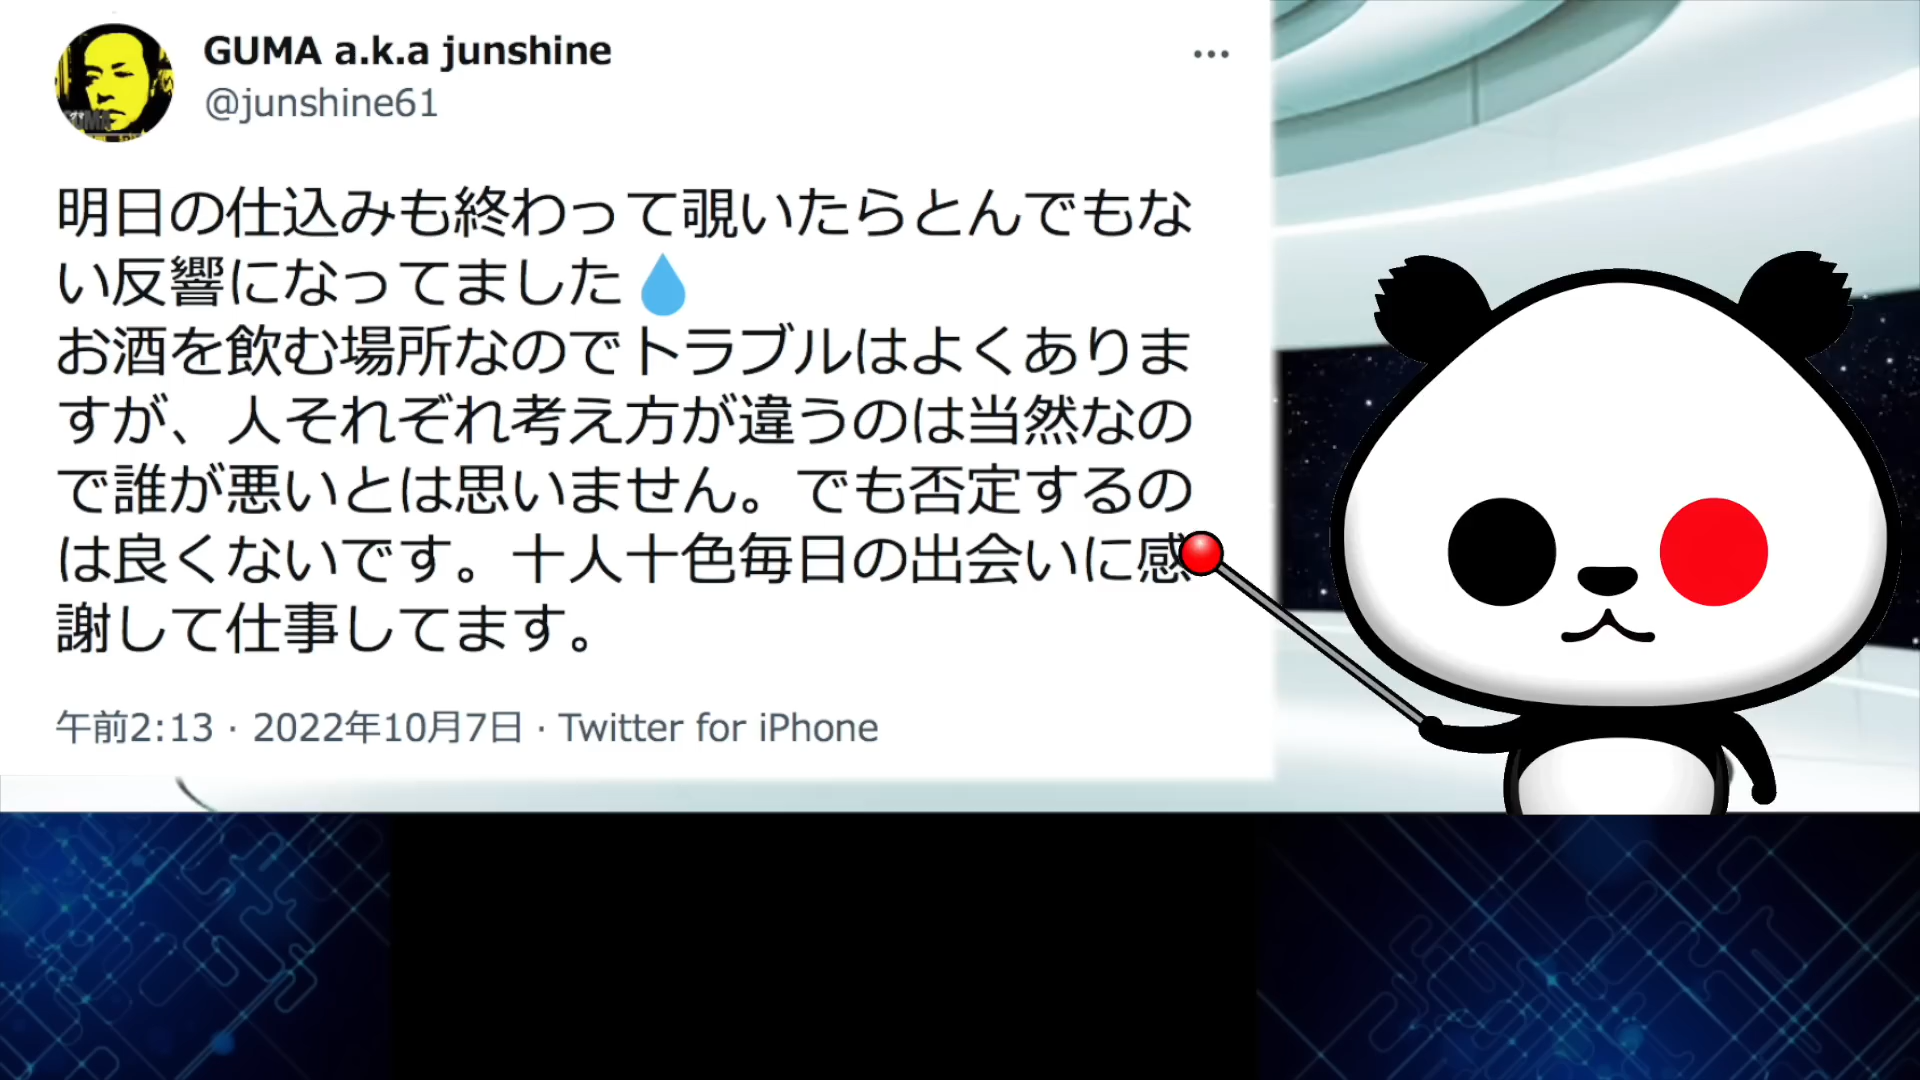 GUMA a.k.a junshine
@junshine61
明日の仕込みも終わって覗いたらとんでもな
い反響になってました💧
お酒を飲む場所なのでトラブルはよくありま
すが、人それぞれ考え方が違うのは当然なの
で誰が悪いとは思いません。でも否定するの
は良くないです。十人十色毎日の出会いに感
謝して仕事してます。
午前2:13 · 2022年10月7日 · Twitter for iPhone